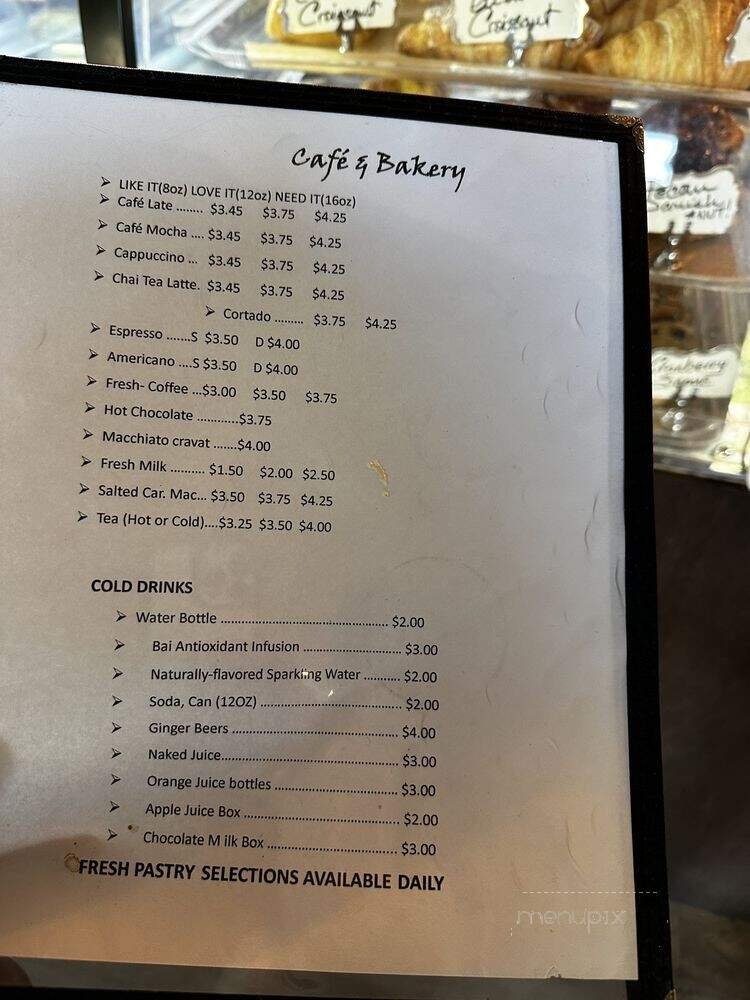 Croissant
Croissant
Pecan
Café & Bakery
➢ LIKE IT(8oz) LOVE IT(12oz) NEED IT(16oz)
➢ Café Late ........ $3.45 $3.75 $4.25
➢ Café Mocha .... $3.45 $3.75 $4.25
➢ Cappuccino ... $3.45 $3.75 $4.25
➢ Chai Tea Latte. $3.45 $3.75 $4.25
➢ Cortado ......... $3.75 $4.25
➢ Espresso .......S $3.50 D $4.00
➢ Americano ....S $3.50 D $4.00
➢ Fresh- Coffee ...$3.00 $3.50 $3.75
➢ Hot Chocolate ............$3.75
➢ Macchiato cravat .......$4.00
➢ Fresh Milk .......... $1.50 $2.00 $2.50
➢ Salted Car. Mac... $3.50 $3.75 $4.25
➢ Tea (Hot or Cold)....$3.25 $3.50 $4.00
COLD DRINKS
➢ Water Bottle ................................................ $2.00
➢ Bai Antioxidant Infusion ............................ $3.00
➢ Naturally-flavored Sparkling Water .......... $2.00
➢ Soda, Can (12OZ) ........................................ $2.00
➢ Ginger Beers ................................................ $4.00
➢ Naked Juice.................................................. $3.00
➢ Orange Juice bottles ................................... $3.00
➢ Apple Juice Box ............................................ $2.00
➢ Chocolate M ilk Box ..................................... $3.00
FRESH PASTRY SELECTIONS AVAILABLE DAILY
menupix